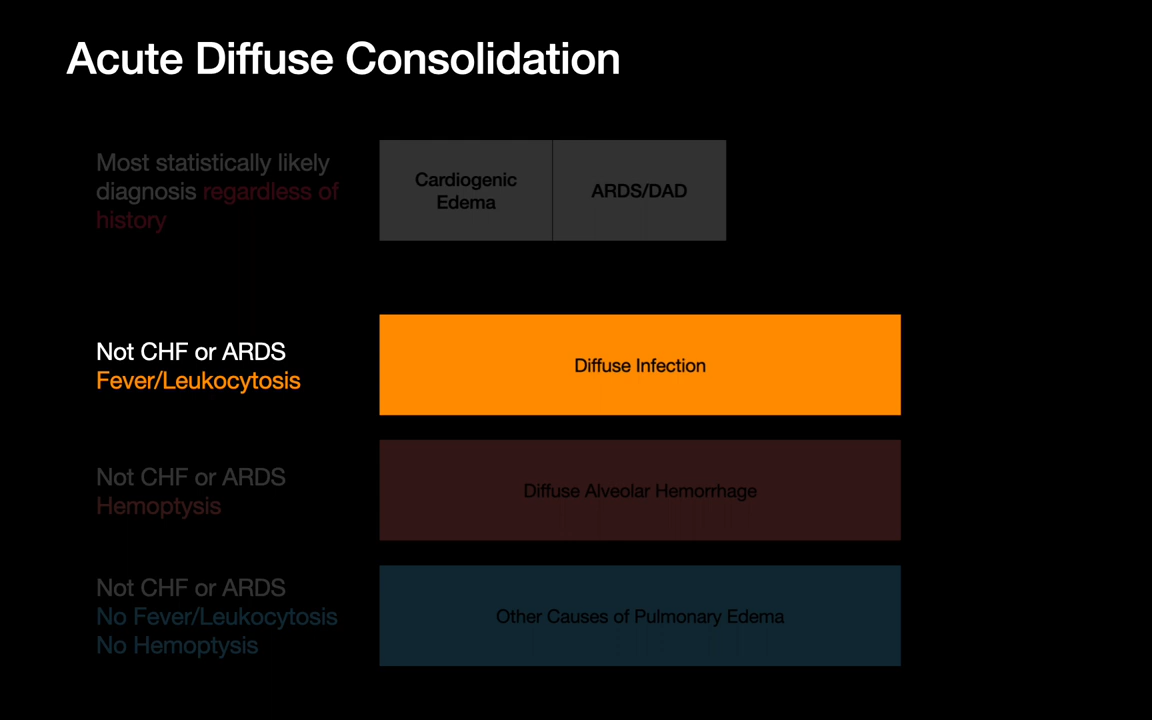 Acute Diffuse Consolidation
Most statistically likely
diagnosis regardless of
history
Cardiogenic
Edema
ARDS/DAD
Not CHF or ARDS
Fever/Leukocytosis
Diffuse Infection
Not CHF or ARDS
Hemoptysis
Diffuse Alveolar Hemorrhage
Not CHF or ARDS
No Fever/Leukocytosis
No Hemoptysis
Other Causes of Pulmonary Edema